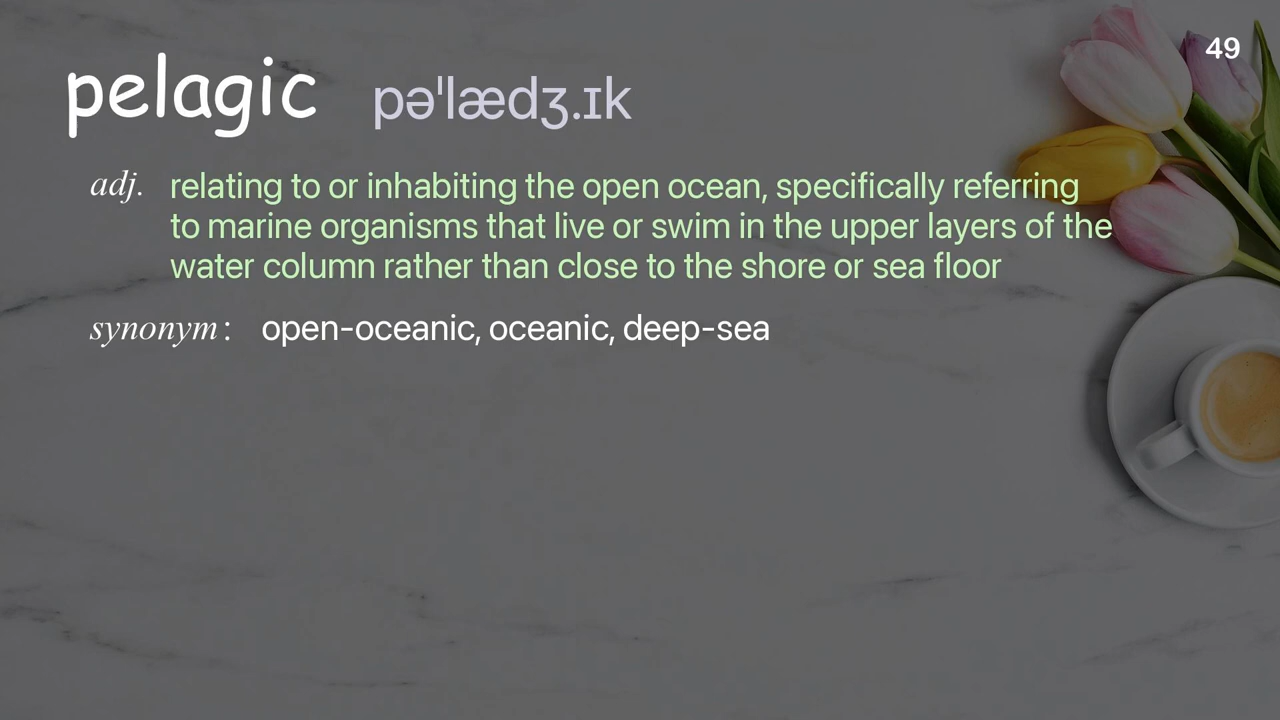 49
pelagic pəˈlædʒ.ɪk
adj. relating to or inhabiting the open ocean, specifically referring
to marine organisms that live or swim in the upper layers of the
water column rather than close to the shore or sea floor
synonym: open-oceanic, oceanic, deep-sea